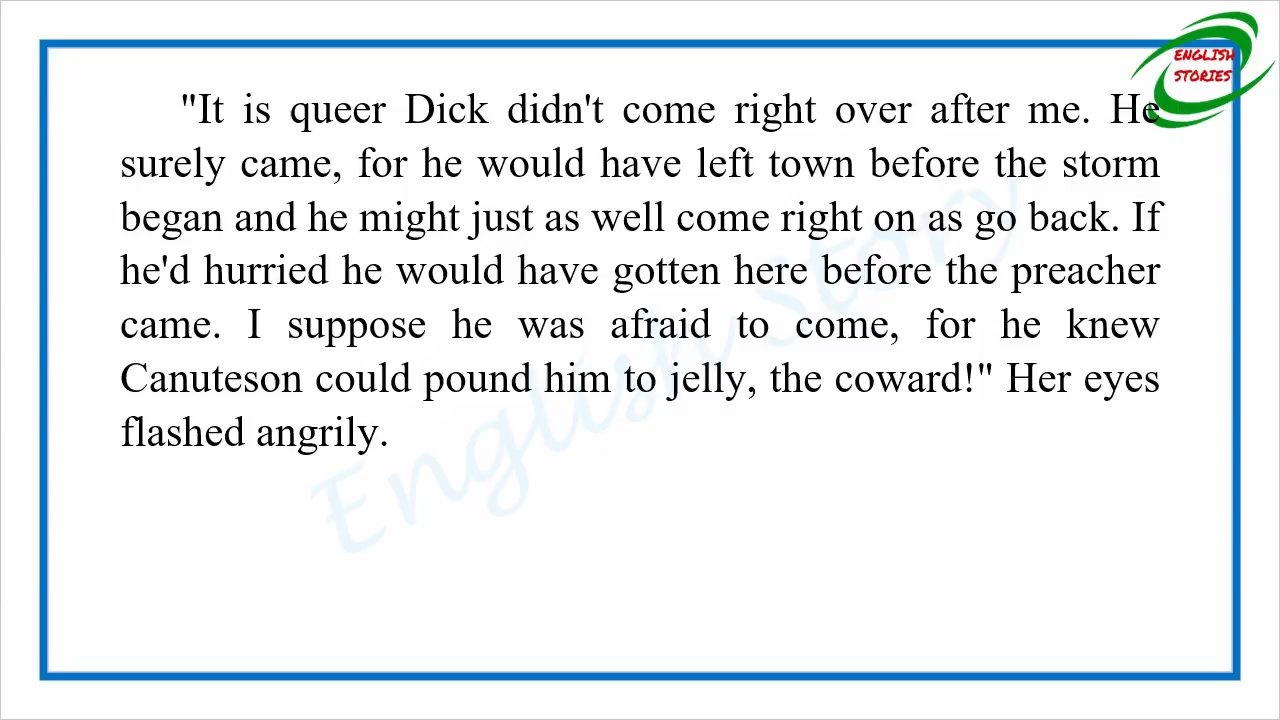 ENGLISH
STORIES
"It is queer Dick didn't come right over after me. He
surely came, for he would have left town before the storm
began and he might just as well come right on as go back. If
he'd hurried he would have gotten here before the preacher
came. I suppose he was afraid to come, for he knew
Canuteson could pound him to jelly, the coward!" Her eyes
flashed angrily.
English Story